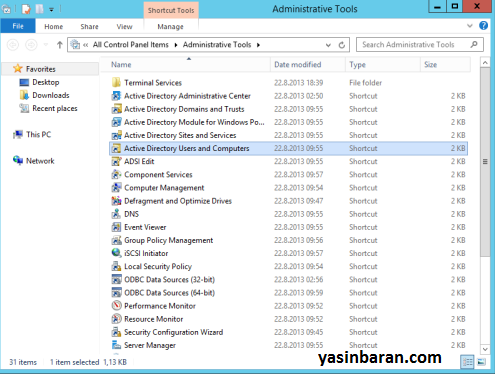 Shortcut Tools
Administrative Tools
File Home Share View Manage
All Control Panel Items Administrative Tools
Search Administrative Tools
Favorites
Desktop
Downloads
Recent places
This PC
Network
Name Date modified Type Size
Terminal Services 22.8.2013 18:39 File folder
Active Directory Administrative Center 22.8.2013 02:50 Shortcut 2 KB
Active Directory Domains and Trusts 22.8.2013 09:55 Shortcut 2 KB
Active Directory Module for Windows Po... 22.8.2013 09:55 Shortcut 2 KB
Active Directory Sites and Services 22.8.2013 09:55 Shortcut 2 KB
Active Directory Users and Computers 22.8.2013 09:55 Shortcut 2 KB
ADSI Edit 22.8.2013 09:55 Shortcut 2 KB
Component Services 22.8.2013 09:57 Shortcut 2 KB
Computer Management 22.8.2013 09:54 Shortcut 2 KB
Defragment and Optimize Drives 22.8.2013 09:47 Shortcut 2 KB
DNS 22.8.2013 09:55 Shortcut 2 KB
Event Viewer 22.8.2013 09:55 Shortcut 2 KB
Group Policy Management 22.8.2013 09:56 Shortcut 2 KB
iSCSI Initiator 22.8.2013 09:57 Shortcut 2 KB
Local Security Policy 22.8.2013 09:54 Shortcut 2 KB
ODBC Data Sources (32-bit) 22.8.2013 02:56 Shortcut 2 KB
ODBC Data Sources (64-bit) 22.8.2013 09:59 Shortcut 2 KB
Performance Monitor 22.8.2013 09:52 Shortcut 2 KB
Resource Monitor 22.8.2013 09:52 Shortcut 2 KB
Security Configuration Wizard 22.8.2013 09:45 Shortcut 2 KB
Server Manager 22.8.2013 09:55 Shortcut 2 KB
31 items 1 item selected 1,13 KB
yasinbaran.com